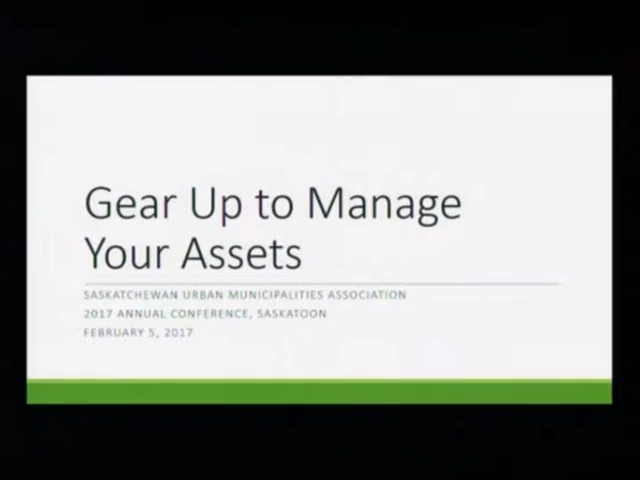 Gear Up to Manage
Your Assets
SASKATCHEWAN URBAN MUNICIPALITIES ASSOCIATION
2017 ANNUAL CONFERENCE, SASKATOON
FEBRUARY 5, 2017